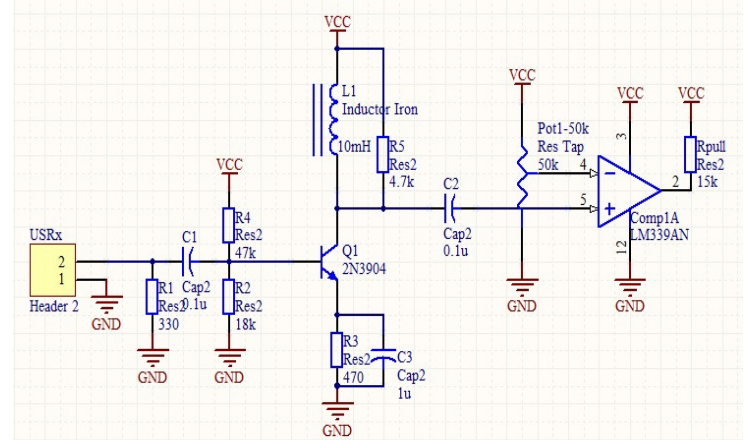 VCC
L1
Inductor Iron
10mH
R5
Res2
4.7k
VCC
Pot1-50k
Res Tap
50k
VCC
3
VCC
Rpull
Res2
15k
4
5
2
12
Comp1A
LM339AN
GND
GND
C2
Cap2
0.1u
VCC
R4
Res2
47k
USRx
2
1
Header 2
GND
R1
Res2
330
GND
C1
Cap2
0.1u
R2
Res2
18k
GND
Q1
2N3904
R3
Res2
470
C3
Cap2
1u
GND